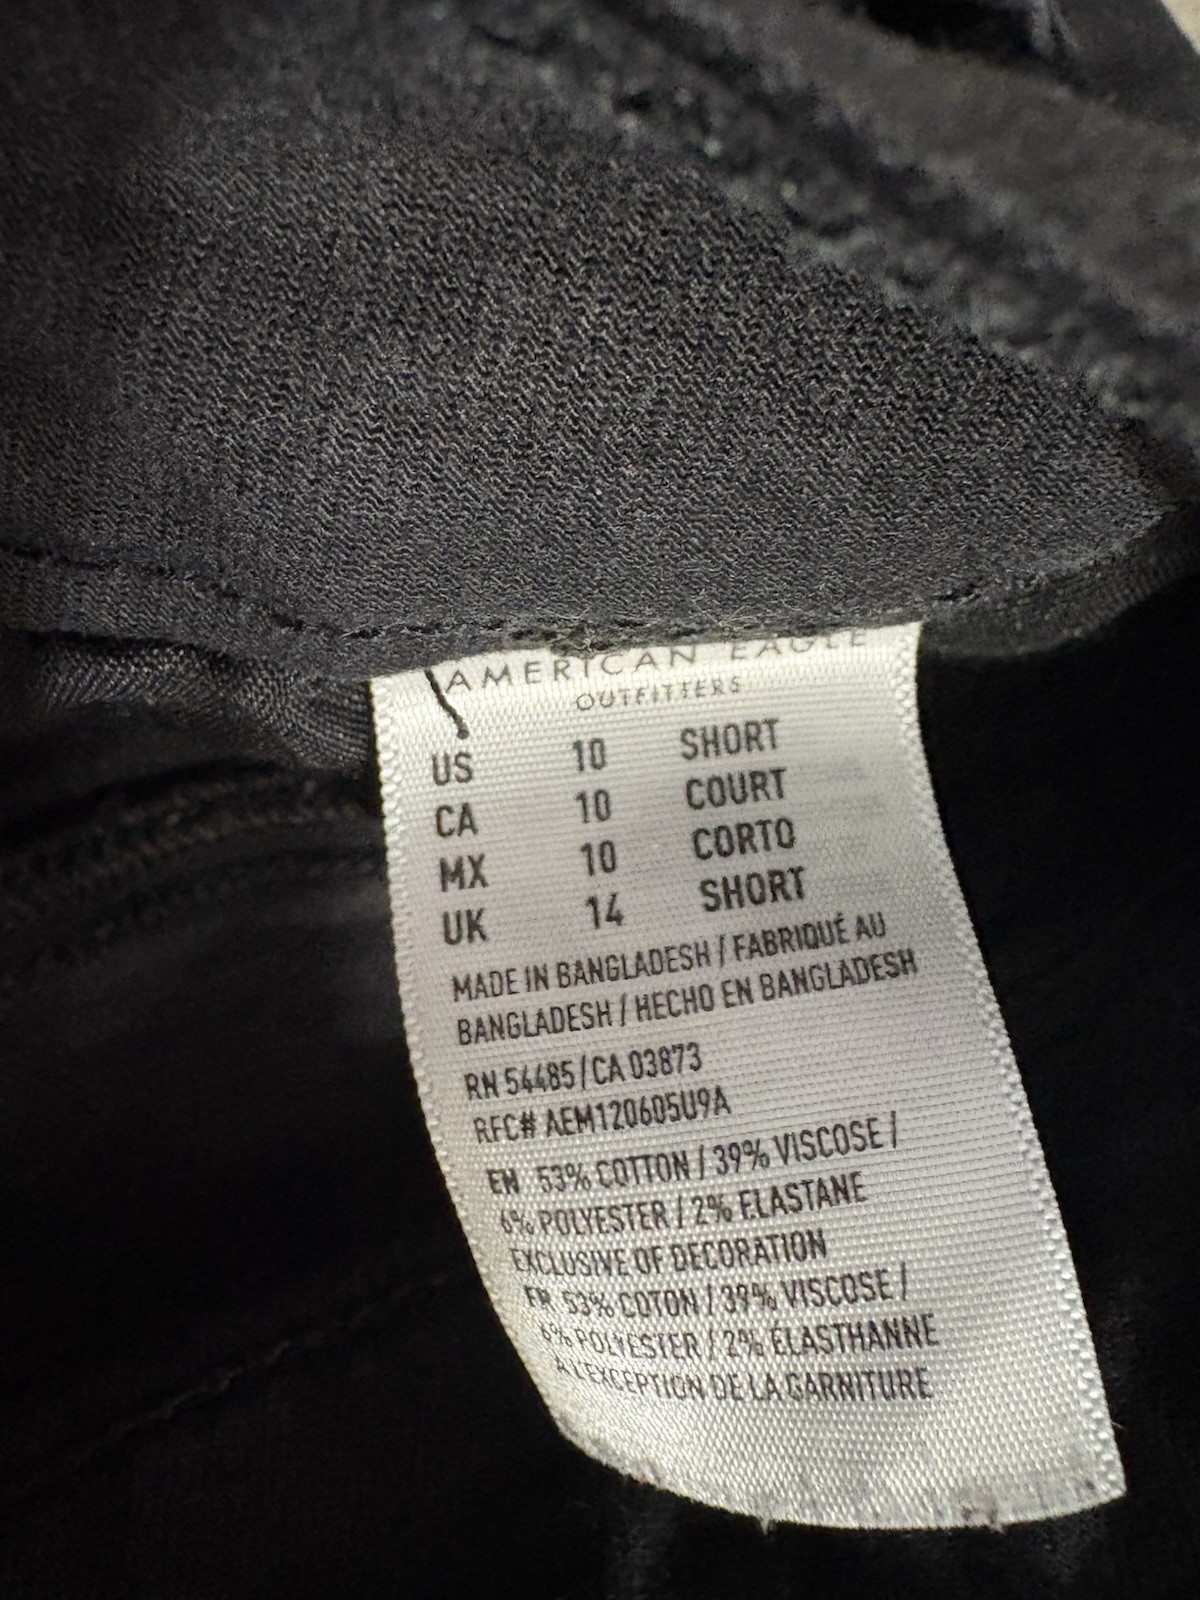 AMERICAN EAGLE
OUTFITTERS
US 10 SHORT
CA 10 COURT
MX 10 CORTO
UK 14 SHORT
MADE IN BANGLADESH / FABRIQUÉ AU
BANGLADESH / HECHO EN BANGLADESH
RN 54485 / CA 03873
RFC# AEM120605U9A
EN 53% COTTON / 39% VISCOSE /
6% POLYESTER / 2% ELASTANE
EXCLUSIVE OF DECORATION
FR 53% COTON / 39% VISCOSE /
6% POLYESTER / 2% ÉLASTHANNE
À L'EXCEPTION DE LA GARNITURE